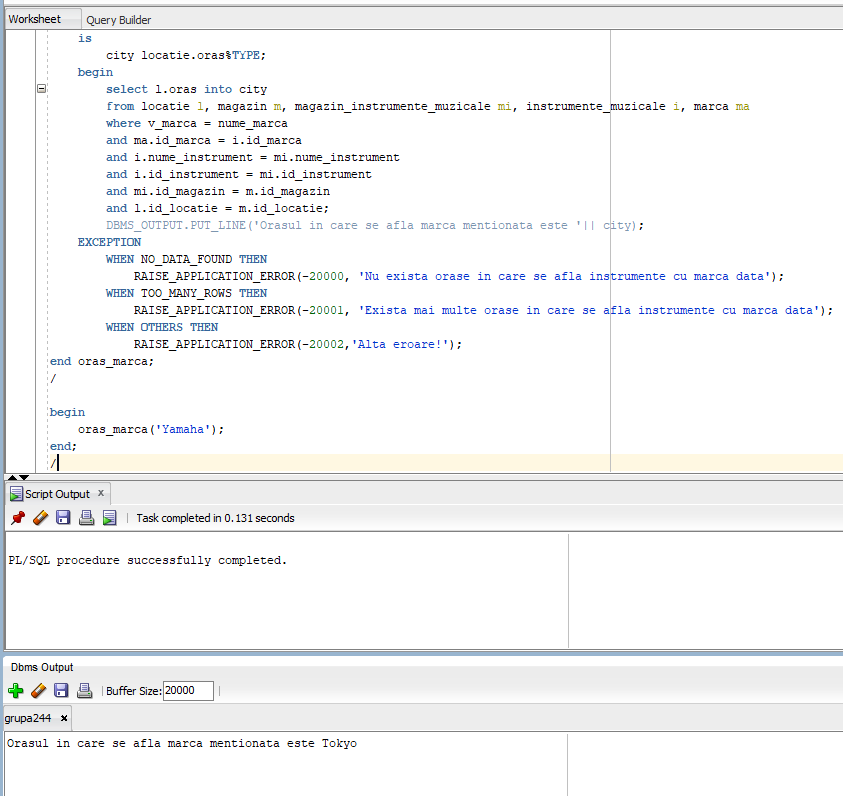 Worksheet Query Builder
is
city locatie.oras%TYPE;
begin
select l.oras into city
from locatie l, magazin m, magazin_instrumente_muzicale mi, instrumente_muzicale i, marca ma
where v_marca = nume_marca
and ma.id_marca = i.id_marca
and i.nume_instrument = mi.nume_instrument
and i.id_instrument = mi.id_instrument
and mi.id_magazin = m.id_magazin
and l.id_locatie = m.id_locatie;
DBMS_OUTPUT.PUT_LINE('Orasul in care se afla marca mentionata este '|| city);
EXCEPTION
WHEN NO_DATA_FOUND THEN
RAISE_APPLICATION_ERROR(-20000, 'Nu exista orase in care se afla instrumente cu marca data');
WHEN TOO_MANY_ROWS THEN
RAISE_APPLICATION_ERROR(-20001, 'Exista mai multe orase in care se afla instrumente cu marca data');
WHEN OTHERS THEN
RAISE_APPLICATION_ERROR(-20002,'Alta eroare!');
end oras_marca;
/
begin
oras_marca('Yamaha');
end;
/
Script Output x
Task completed in 0.131 seconds
PL/SQL procedure successfully completed.
Dbms Output
Buffer Size: 20000
grupa244 x
Orasul in care se afla marca mentionata este Tokyo